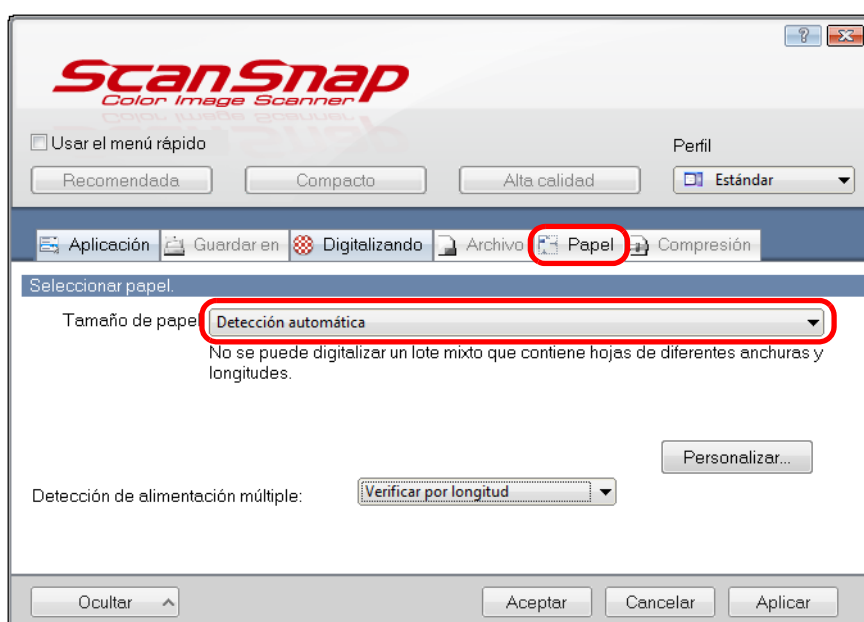 ScanSnap
Color Image Scanner
Usar el menú rápido
Perfil
Recomendada
Compacto
Alta calidad
Estándar
Aplicación
Guardar en
Digitalizando
Archivo
Papel
Compresión
Seleccionar papel.
Tamaño de papel
Detección automática
No se puede digitalizar un lote mixto que contiene hojas de diferentes anchuras y
longitudes.
Personalizar...
Detección de alimentación múltiple:
Verificar por longitud
Ocultar
Aceptar
Cancelar
Aplicar